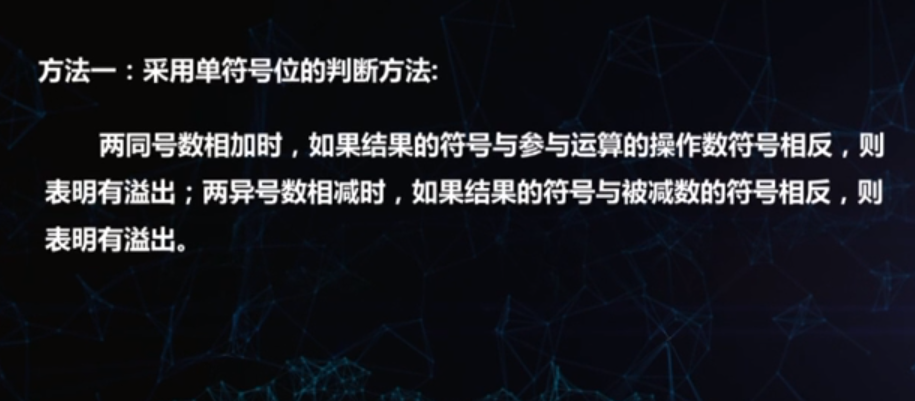 方法一：采用单符号位的判断方法:
两同号数相加时，如果结果的符号与参与运算的操作数符号相反，则
表明有溢出；两异号数相减时，如果结果的符号与被减数的符号相反，则
表明有溢出。